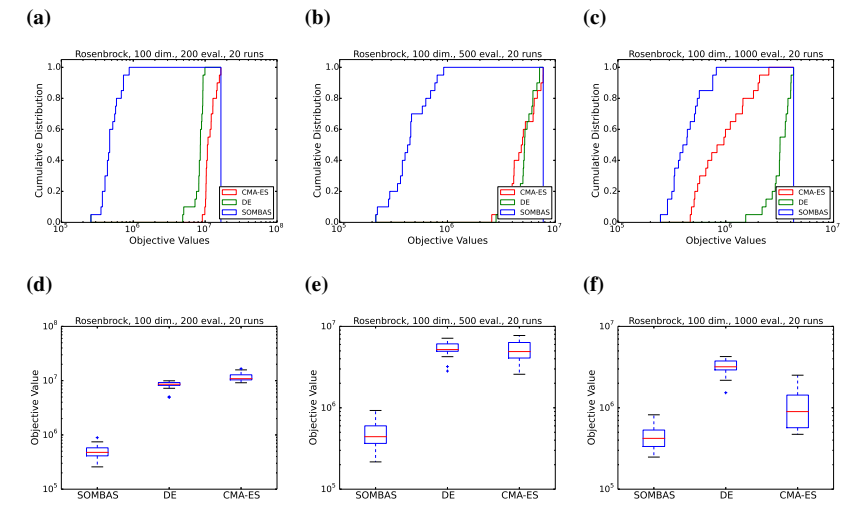 (a) (b) (c)
Rosenbrock, 100 dim., 200 eval., 20 runs
1.0
0.8
0.6
0.4
0.2
0.0
Cumulative Distribution
CMA-ES
DE
SOMBAS
10^5 10^6 10^7 10^8
Objective Values
Rosenbrock, 100 dim., 500 eval., 20 runs
1.0
0.8
0.6
0.4
0.2
0.0
Cumulative Distribution
CMA-ES
DE
SOMBAS
10^5 10^6 10^7
Objective Values
Rosenbrock, 100 dim., 1000 eval., 20 runs
1.0
0.8
0.6
0.4
0.2
0.0
Cumulative Distribution
CMA-ES
DE
SOMBAS
10^5 10^6 10^7
Objective Values
(d) (e) (f)
Rosenbrock, 100 dim., 200 eval., 20 runs
10^8
10^7
10^6
10^5
Objective Value
SOMBAS DE CMA-ES
Rosenbrock, 100 dim., 500 eval., 20 runs
10^7
10^6
10^5
Objective Value
SOMBAS DE CMA-ES
Rosenbrock, 100 dim., 1000 eval., 20 runs
10^7
10^6
10^5
Objective Value
SOMBAS DE CMA-ES